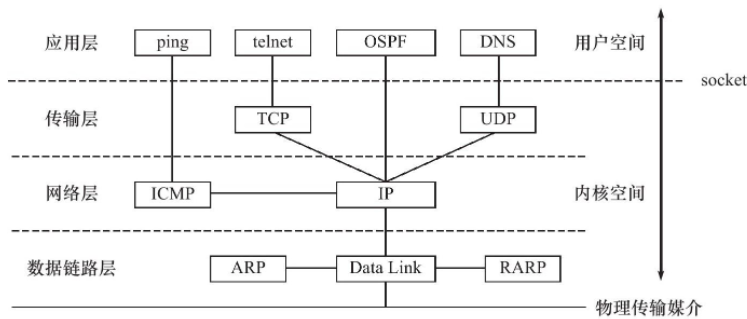 应用层 ping telnet OSPF DNS 用户空间
socket
传输层 TCP UDP
网络层 ICMP IP 内核空间
数据链路层 ARP Data Link RARP
物理传输媒介